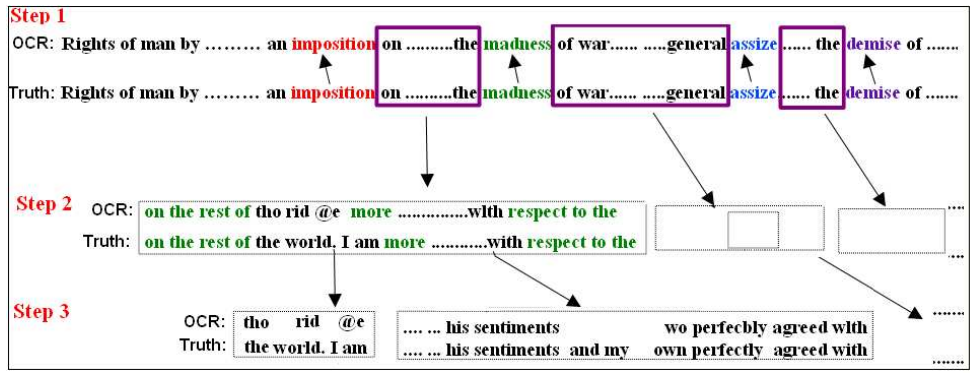 Step 1
OCR: Rights of man by ......... an imposition on ..........the madness of war...... .....general assize ...... the demise of .......
Truth: Rights of man by ......... an imposition on ..........the madness of war...... .....general assize ...... the demise of .......
Step 2
OCR: on the rest of tho rid @e more ...............wlth respect to the .....
Truth: on the rest of the world. I am more ............with respect to the .....
Step 3
OCR: tho rid @e .... ... his sentiments wo perfecbly agreed wlth .......
Truth: the world. I am .... ... his sentiments and my own perfectly agreed with .......